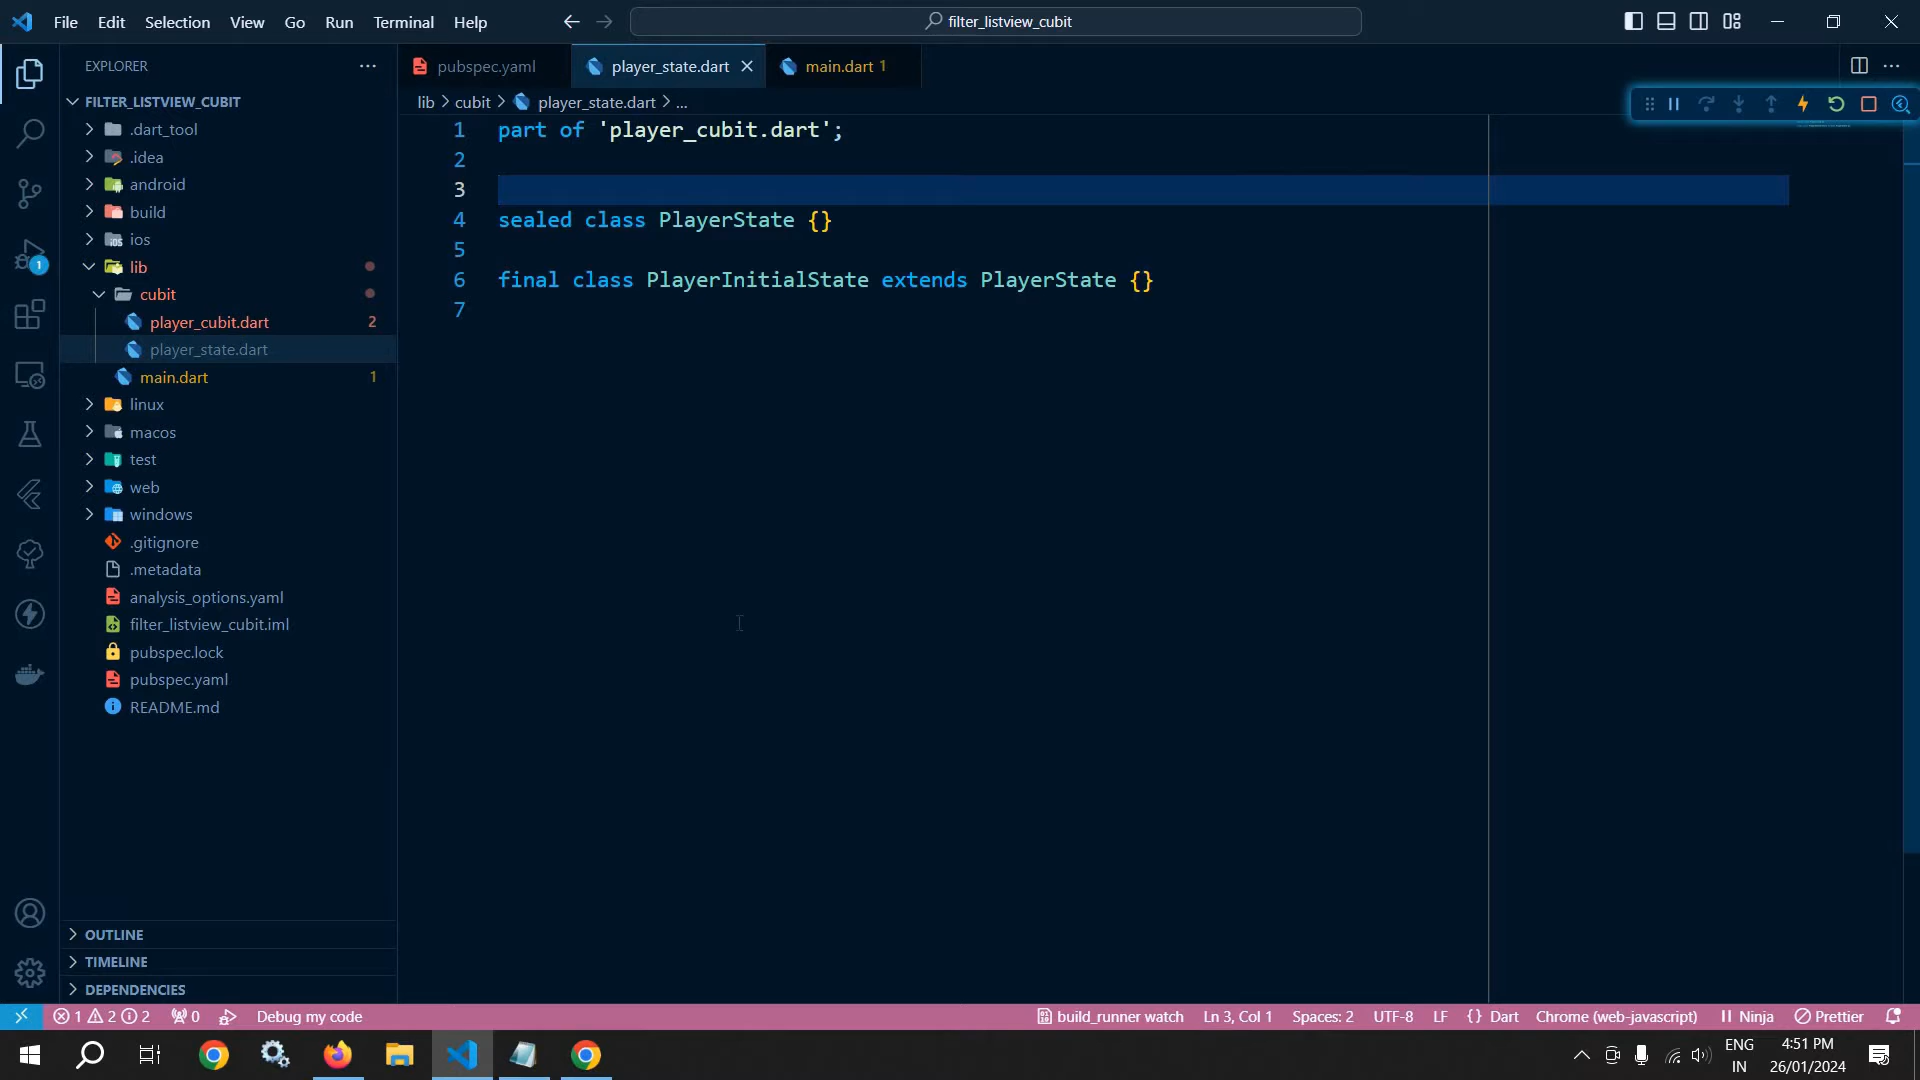 File Edit Selection View Go Run Terminal Help
filter_listview_cubit
EXPLORER
pubspec.yaml
player_state.dart
main.dart 1
FILTER_LISTVIEW_CUBIT
lib > cubit > player_state.dart > ...
.dart_tool
.idea
android
build
ios
lib
cubit
player_cubit.dart 2
player_state.dart
main.dart 1
linux
macos
test
web
windows
.gitignore
.metadata
analysis_options.yaml
filter_listview_cubit.iml
pubspec.lock
pubspec.yaml
README.md
1
OUTLINE
TIMELINE
DEPENDENCIES
1 part of 'player_cubit.dart';
2
3
4 sealed class PlayerState {}
5
6 final class PlayerInitialState extends PlayerState {}
7
1 2 2 0 Debug my code build_runner watch Ln 3, Col 1 Spaces: 2 UTF-8 LF {} Dart Chrome (web-javascript) Ninja Prettier
ENG
IN
4:51 PM
26/01/2024